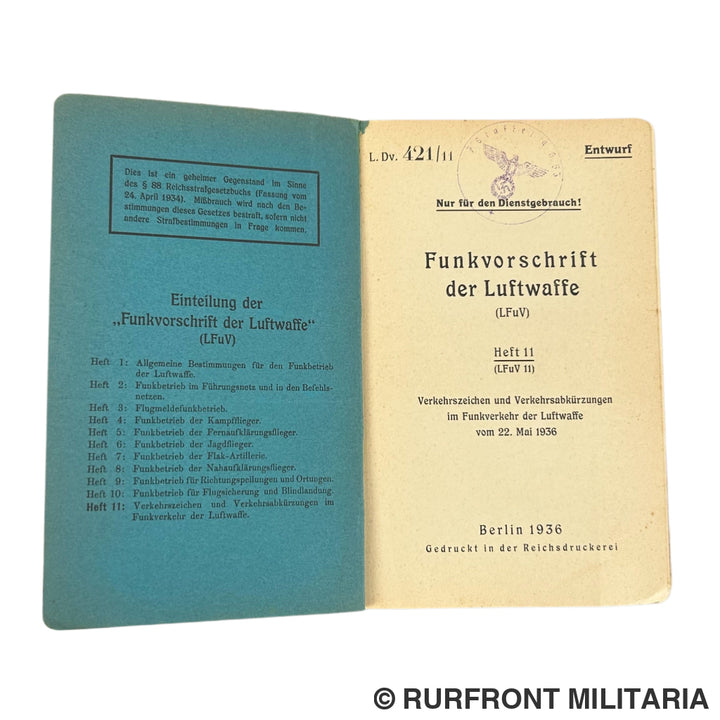 Dies ist ein geheimer Gegenstand im Sinne
des § 88 Reichsstrafgesetzbuchs (Fassung vom
24. April 1934). Mißbrauch wird nach den Be-
stimmungen dieses Gesetzes bestraft, sofern nicht
andere Strafbestimmungen in Frage kommen.
Einteilung der
„Funkvorschrift der Luftwaffe“
(LFuV)
Heft 1: Allgemeine Bestimmungen für den Funkbetrieb
der Luftwaffe.
Heft 2: Funkbetrieb im Führungsnetz und in den Befehls-
netzen.
Heft 3: Flugmeldefunkbetrieb.
Heft 4: Funkbetrieb der Kampfflieger.
Heft 5: Funkbetrieb der Fernaufklärungsflieger.
Heft 6: Funkbetrieb der Jagdflieger.
Heft 7: Funkbetrieb der Flak-Artillerie.
Heft 8: Funkbetrieb der Nahaufklärungsflieger.
Heft 9: Funkbetrieb für Richtungspeilungen und Ortungen.
Heft 10: Funkbetrieb für Flugsicherung und Blindlandung.
Heft 11: Verkehrszeichen und Verkehrsabkürzungen im
Funkverkehr der Luftwaffe.
L. Dv. 421/11
Entwurf
Nur für den Dienstgebrauch!
Funkvorschrift
der Luftwaffe
(LFuV)
Heft 11
(LFuV 11)
Verkehrszeichen und Verkehrsabkürzungen
im Funkverkehr der Luftwaffe
vom 22. Mai 1936
Berlin 1936
Gedruckt in der Reichsdruckerei
© RURFRONT MILITARIA